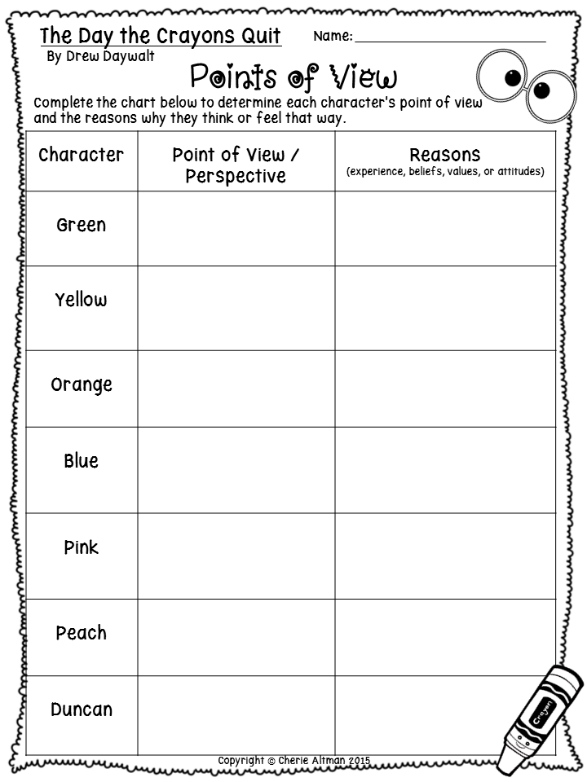 The Day the Crayons Quit Name:
By Drew Daywalt
Points of View
Complete the chart below to determine each character's point of view
and the reasons why they think or feel that way.
Character Point of View / Reasons
Perspective (experience, beliefs, values, or attitudes)
Green
Yellow
Orange
Blue
Pink
Peach
Duncan
Crayon
Copyright © Cherie Altman 2015